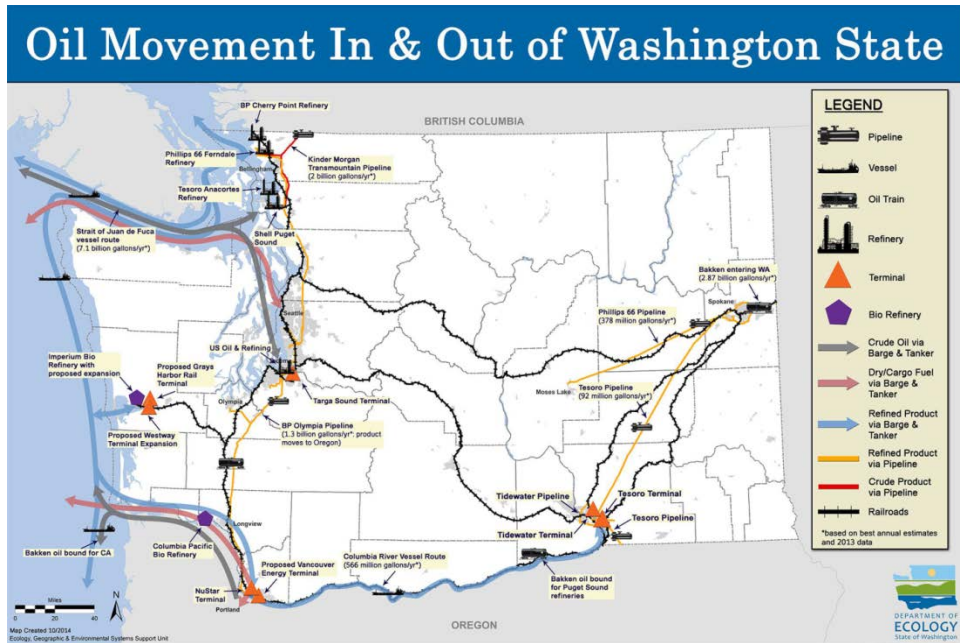 Oil Movement In & Out of Washington State
BRITISH COLUMBIA
BP Cherry Point Refinery
Phillips 66 Ferndale
Refinery
Bellingham
Kinder Morgan
Transmountain Pipeline
(2 billion gallons/yr*)
Tesoro Anacortes
Refinery
Shell Puget
Sound
Strait of Juan de Fuca
vessel route
(7.1 billion gallons/yr*)
Seattle
Bakken entering WA
(2.87 billion gallons/yr*)
Spokane
Phillips 66 Pipeline
(378 million gallons/yr*)
US Oil & Refining
Imperium Bio
Refinery with
proposed expansion
Proposed Grays
Harbor Rail
Terminal
Moses Lake
Tesoro Pipeline
(92 million gallons/yr*)
Targa Sound Terminal
Olympia
Proposed Westway
Terminal Expansion
BP Olympia Pipeline
(1.3 billion gallons/yr*; product
moves to Oregon)
Tidewater Pipeline
Tesoro Terminal
Tidewater Terminal
Tesoro Pipeline
Longview
Columbia Pacific
Bio Refinery
Bakken oil bound for CA
Proposed Vancouver
Energy Terminal
Columbia River Vessel Route
(566 million gallons/yr*)
Bakken oil bound
for Puget Sound
refineries
NuStar
Terminal
Portland
OREGON
Miles
0 20 40
N
Map Created 10/2014
Ecology, Geographic & Environmental Systems Support Unit
LEGEND
Pipeline
Vessel
Oil Train
Refinery
Terminal
Bio Refinery
Crude Oil via
Barge & Tanker
Dry/Cargo Fuel
via Barge &
Tanker
Refined Product
via Barge &
Tanker
Refined Product
via Pipeline
Crude Product
via Pipeline
Railroads
*based on best annual estimates
and 2013 data
DEPARTMENT OF
ECOLOGY
State of Washington